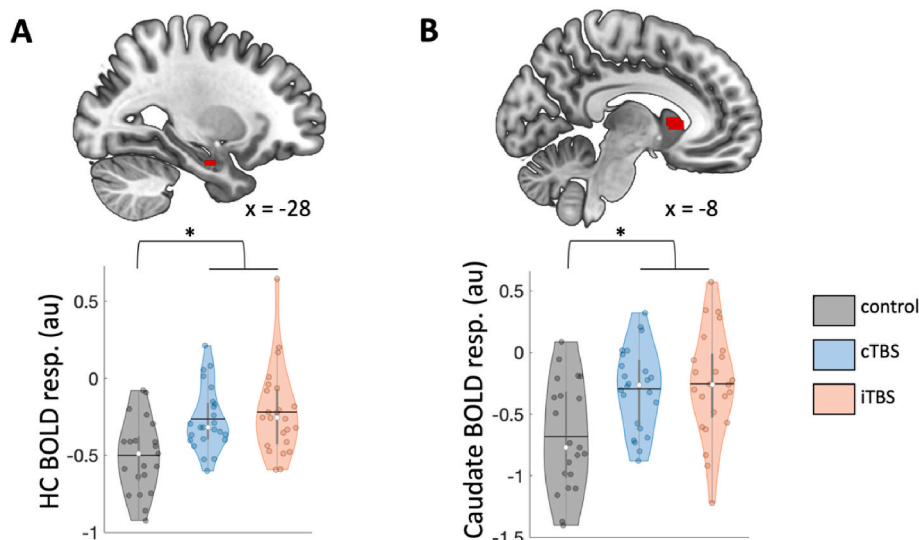 A
x = -28
*
HC BOLD resp. (au)
0.5
0
-0.5
-1
B
x = -8
*
Caudate BOLD resp. (au)
0.5
0
-0.5
-1
-1.5
control
cTBS
iTBS